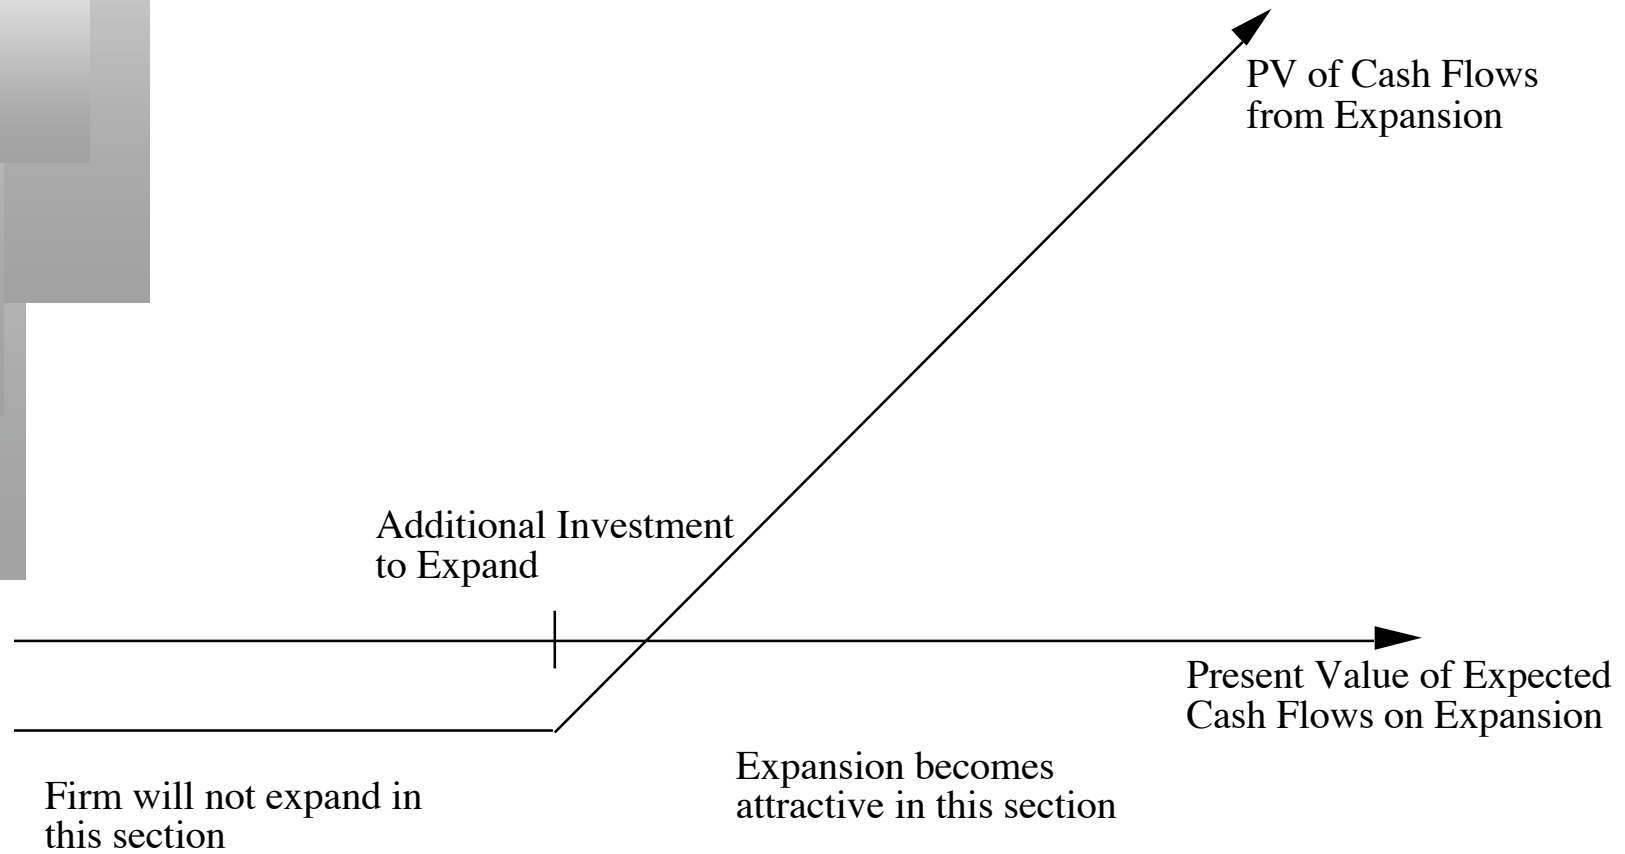 PV of Cash Flows
from Expansion
Additional Investment
to Expand
Present Value of Expected
Cash Flows on Expansion
Expansion becomes
attractive in this section
Firm will not expand in
this section